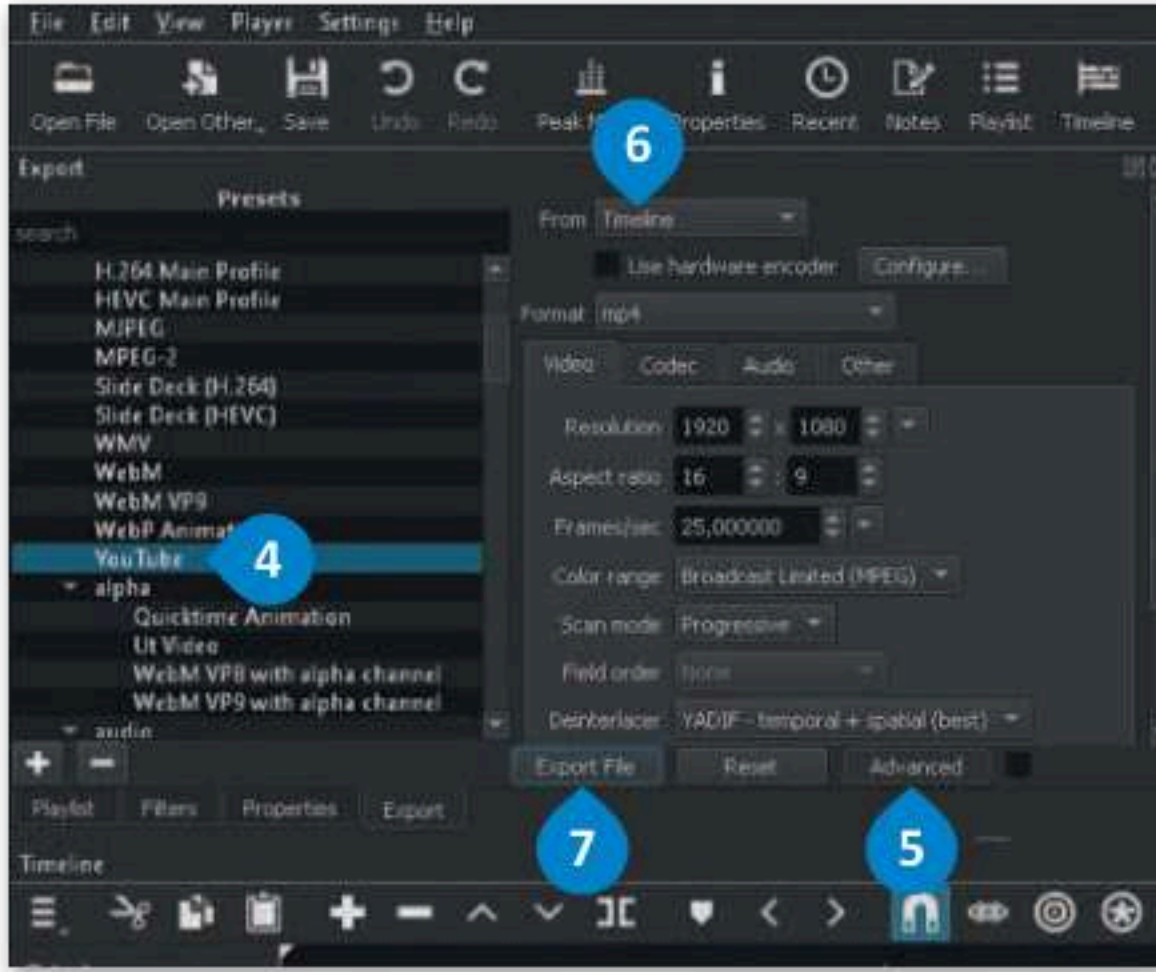 File Edit View Player Settings Help
Open File Open Other... Save Undo Redo Peak Properties Recent Notes Playlist Timeline
6
Export
Presets
search
From Timeline
Use hardware encoder Configure...
Format mp4
Video Codec Audio Other
H.264 Main Profile
HEVC Main Profile
MJPEG
MPEG-2
Slide Deck (H.264)
Slide Deck (HEVC)
WMV
WebM
WebM VP9
WebP Animat
YouTube
4
alpha
Quicktime Animation
Ut Video
WebM VP8 with alpha channel
WebM VP9 with alpha channel
audio
Resolution 1920 x 1080
Aspect ratio 16 : 9
Frames/sec 25,000000
Color range Broadcast Limited (MPEG)
Scan mode Progressive
Field order None
Deinterlacer YADIF - temporal + spatial (best)
Export File Reset Advanced
7
5
Playlist Filters Properties Export
Timeline